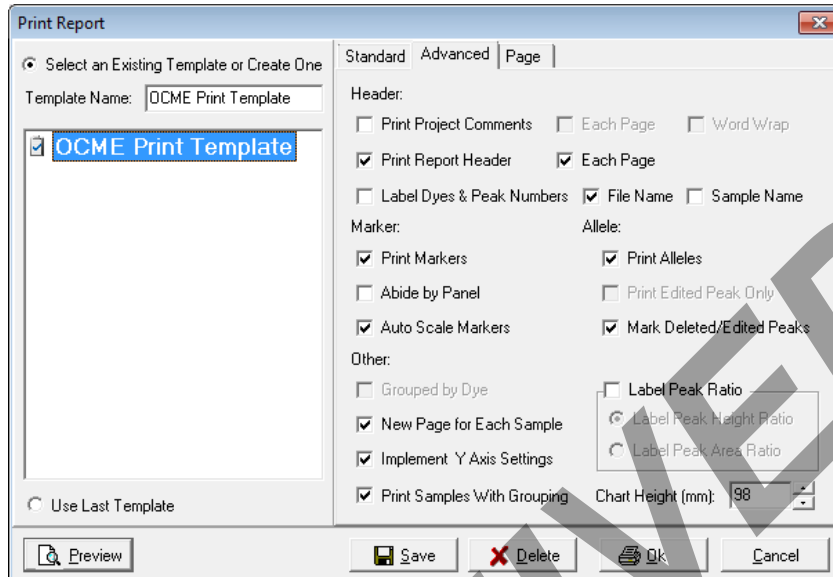 Print Report
Select an Existing Template or Create One
Template Name: OCME Print Template
OCME Print Template
Use Last Template
Standard Advanced Page
Header:
Print Project Comments Each Page Word Wrap
Print Report Header Each Page
Label Dyes & Peak Numbers File Name Sample Name
Marker: Allele:
Print Markers Print Alleles
Abide by Panel Print Edited Peak Only
Auto Scale Markers Mark Deleted/Edited Peaks
Other:
Grouped by Dye Label Peak Ratio
New Page for Each Sample Label Peak Height Ratio
Implement Y Axis Settings Label Peak Area Ratio
Print Samples With Grouping Chart Height (mm): 98
Preview Save Delete Ok Cancel